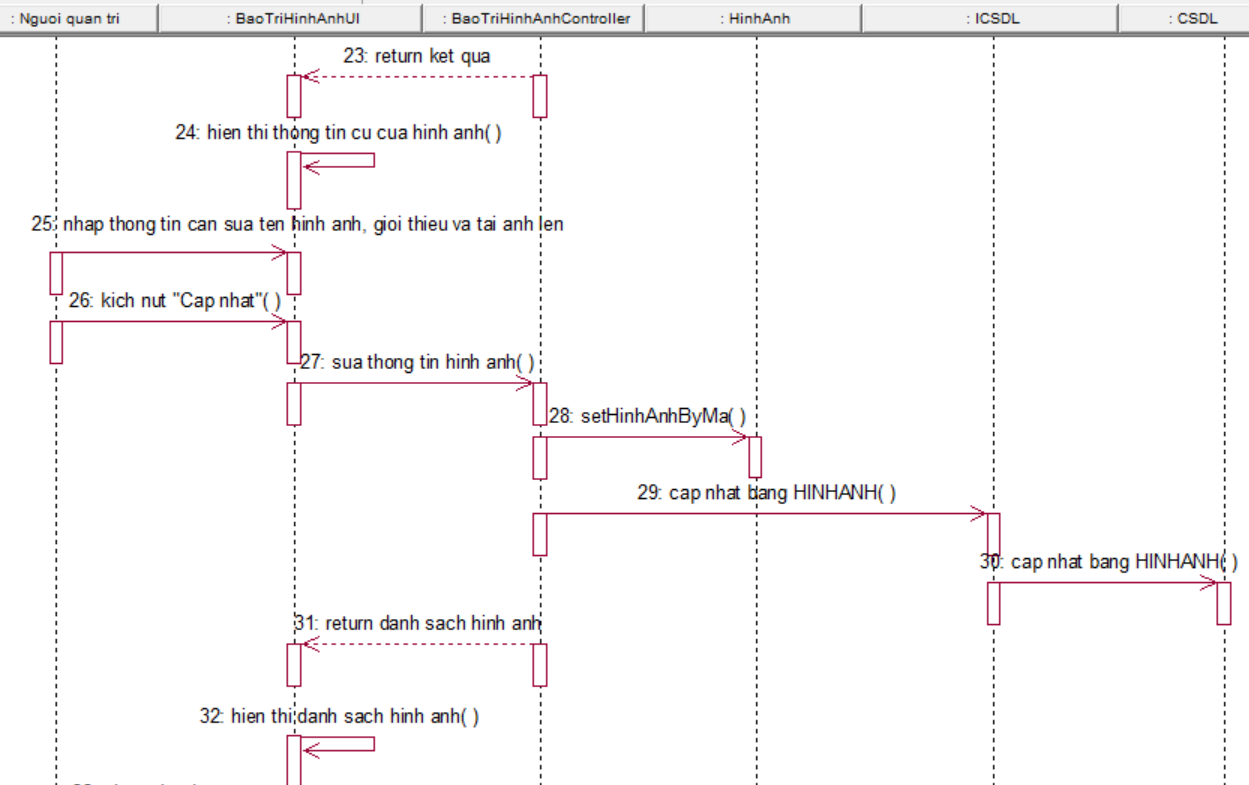 : Nguoi quan tri
: BaoTriHinhAnhUI
: BaoTriHinhAnhController
: HinhAnh
: ICSDL
: CSDL
23: return ket qua
24: hien thi thong tin cu cua hinh anh( )
25: nhap thong tin can sua ten hinh anh, gioi thieu va tai anh len
26: kich nut "Cap nhat"( )
27: sua thong tin hinh anh( )
28: setHinhAnhByMa( )
29: cap nhat bang HINHANH( )
30: cap nhat bang HINHANH( )
31: return danh sach hinh anh
32: hien thi danh sach hinh anh( )